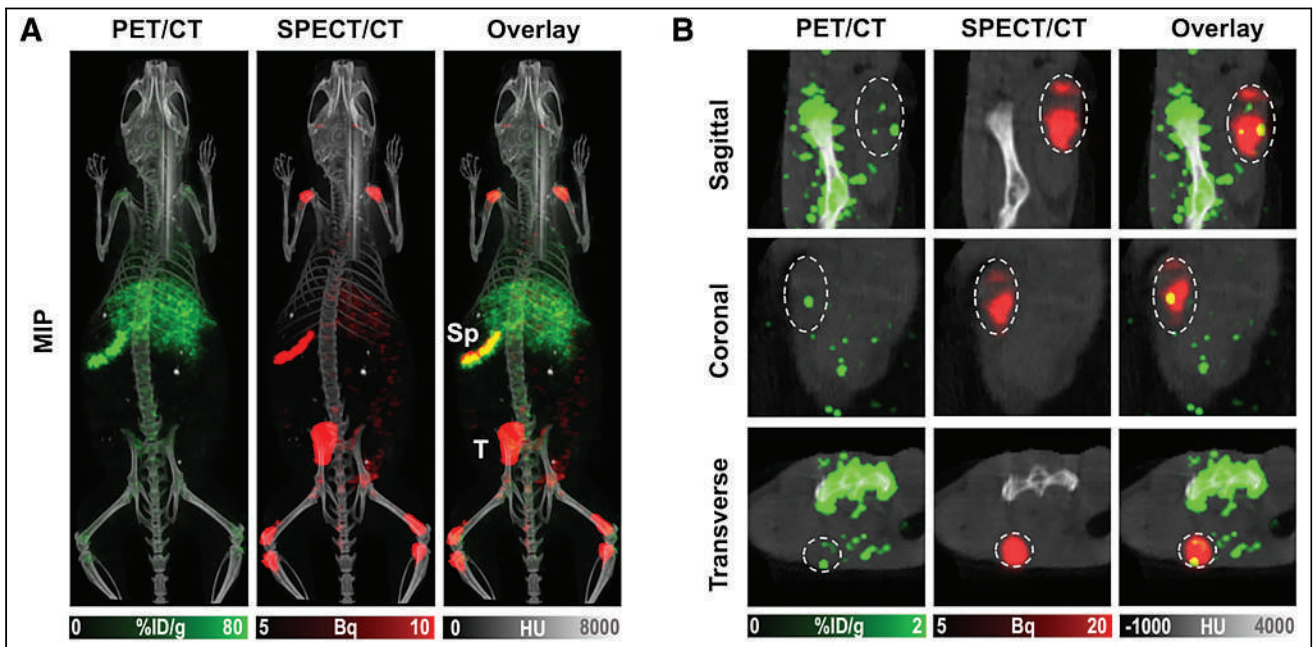 A
PET/CT SPECT/CT Overlay
MIP
Sp
T
0 %ID/g 80 5 Bq 10 0 HU 8000
B
PET/CT SPECT/CT Overlay
Sagittal
Coronal
Transverse
0 %ID/g 2 5 Bq 20 -1000 HU 4000